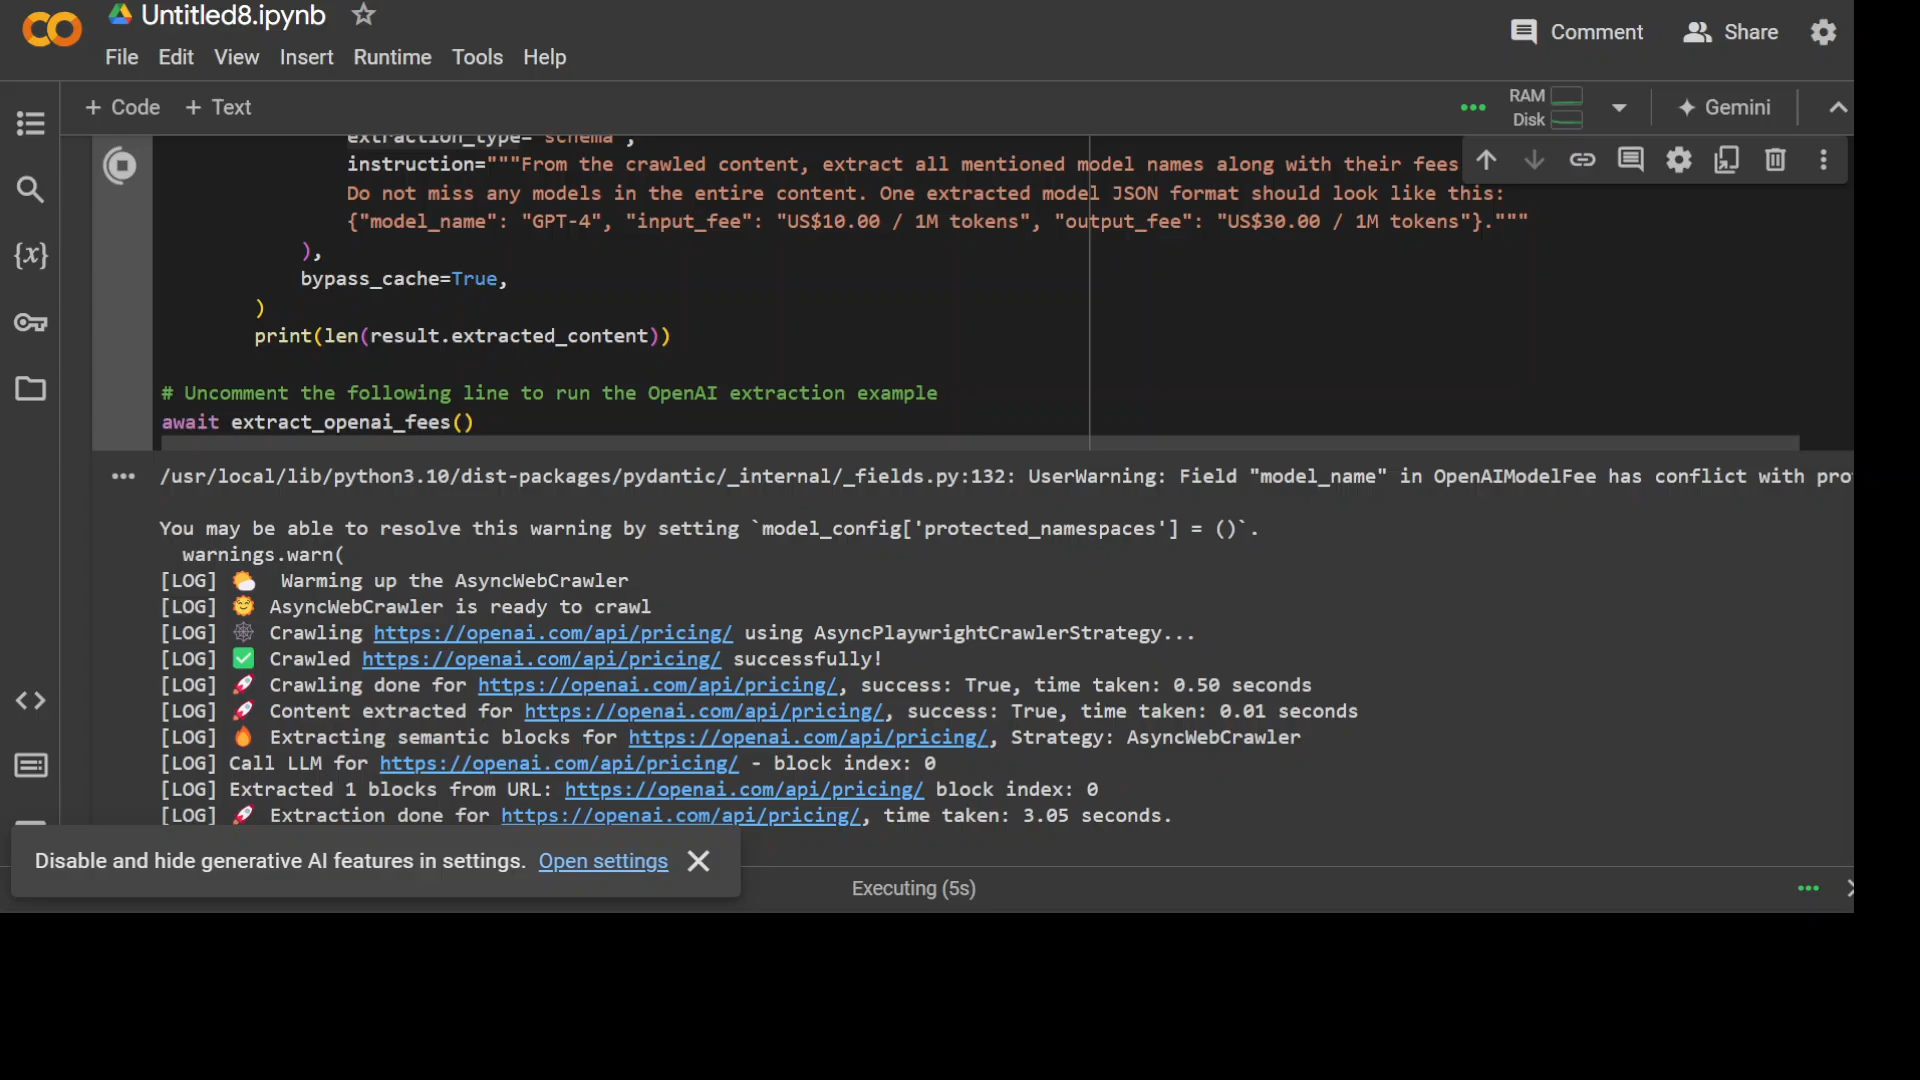 Untitled8.ipynb
File Edit View Insert Runtime Tools Help
Comment
Share
+ Code + Text
RAM
Disk
Gemini
extraction_type="schema",
instruction="""From the crawled content, extract all mentioned model names along with their fees
Do not miss any models in the entire content. One extracted model JSON format should look like this:
{"model_name": "GPT-4", "input_fee": "US$10.00 / 1M tokens", "output_fee": "US$30.00 / 1M tokens"}."""
),
bypass_cache=True,
)
print(len(result.extracted_content))
# Uncomment the following line to run the OpenAI extraction example
await extract_openai_fees()
/usr/local/lib/python3.10/dist-packages/pydantic/_internal/_fields.py:132: UserWarning: Field "model_name" in OpenAIModelFee has conflict with pro
You may be able to resolve this warning by setting `model_config['protected_namespaces'] = ()`.
warnings.warn(
[LOG] 🌤️ Warming up the AsyncWebCrawler
[LOG] 🌞 AsyncWebCrawler is ready to crawl
[LOG] 🕸️ Crawling https://openai.com/api/pricing/ using AsyncPlaywrightCrawlerStrategy...
[LOG] ✅ Crawled https://openai.com/api/pricing/ successfully!
[LOG] 🚀 Crawling done for https://openai.com/api/pricing/, success: True, time taken: 0.50 seconds
[LOG] 🚀 Content extracted for https://openai.com/api/pricing/, success: True, time taken: 0.01 seconds
[LOG] 🔥 Extracting semantic blocks for https://openai.com/api/pricing/, Strategy: AsyncWebCrawler
[LOG] Call LLM for https://openai.com/api/pricing/ - block index: 0
[LOG] Extracted 1 blocks from URL: https://openai.com/api/pricing/ block index: 0
[LOG] 🚀 Extraction done for https://openai.com/api/pricing/, time taken: 3.05 seconds.
Disable and hide generative AI features in settings. Open settings
Executing (5s)